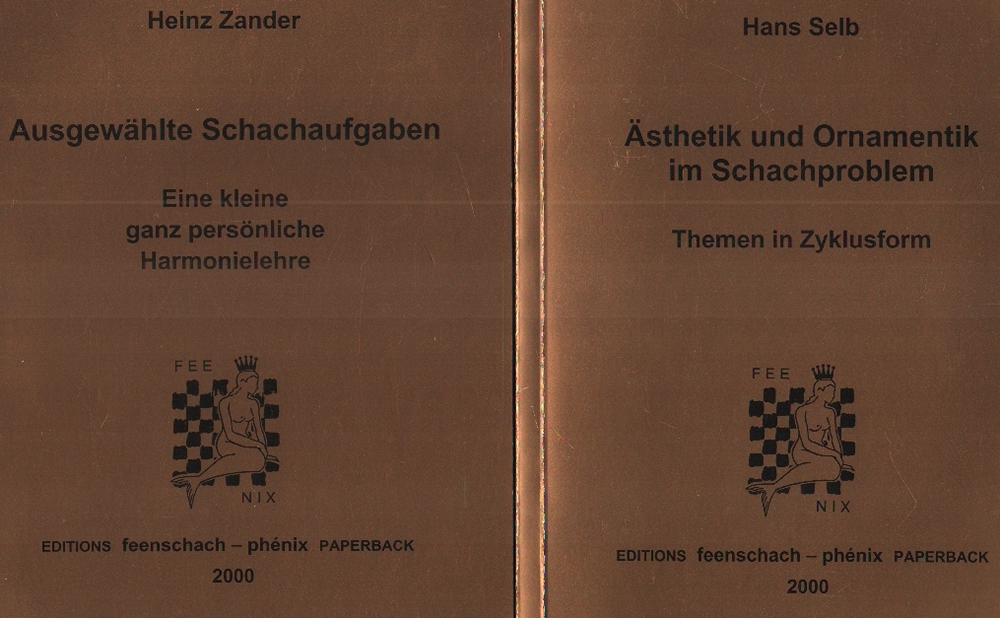 Heinz Zander
Ausgewählte Schachaufgaben
Eine kleine
ganz persönliche
Harmonielehre
FEE
NIX
EDITIONS feenschach – phénix PAPERBACK
2000
Hans Selb
Ästhetik und Ornamentik
im Schachproblem
Themen in Zyklusform
FEE
NIX
EDITIONS feenschach – phénix PAPERBACK
2000